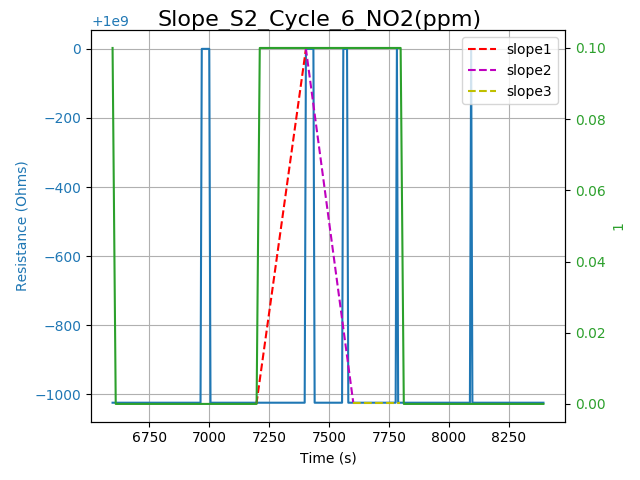 Slope_S2_Cycle_6_NO2(ppm)
+1e9
0
−200
−400
−600
−800
−1000
Resistance (Ohms)
6750 7000 7250 7500 7750 8000 8250
Time (s)
0.10
0.08
0.06
0.04
0.02
0.00
1
slope1
slope2
slope3